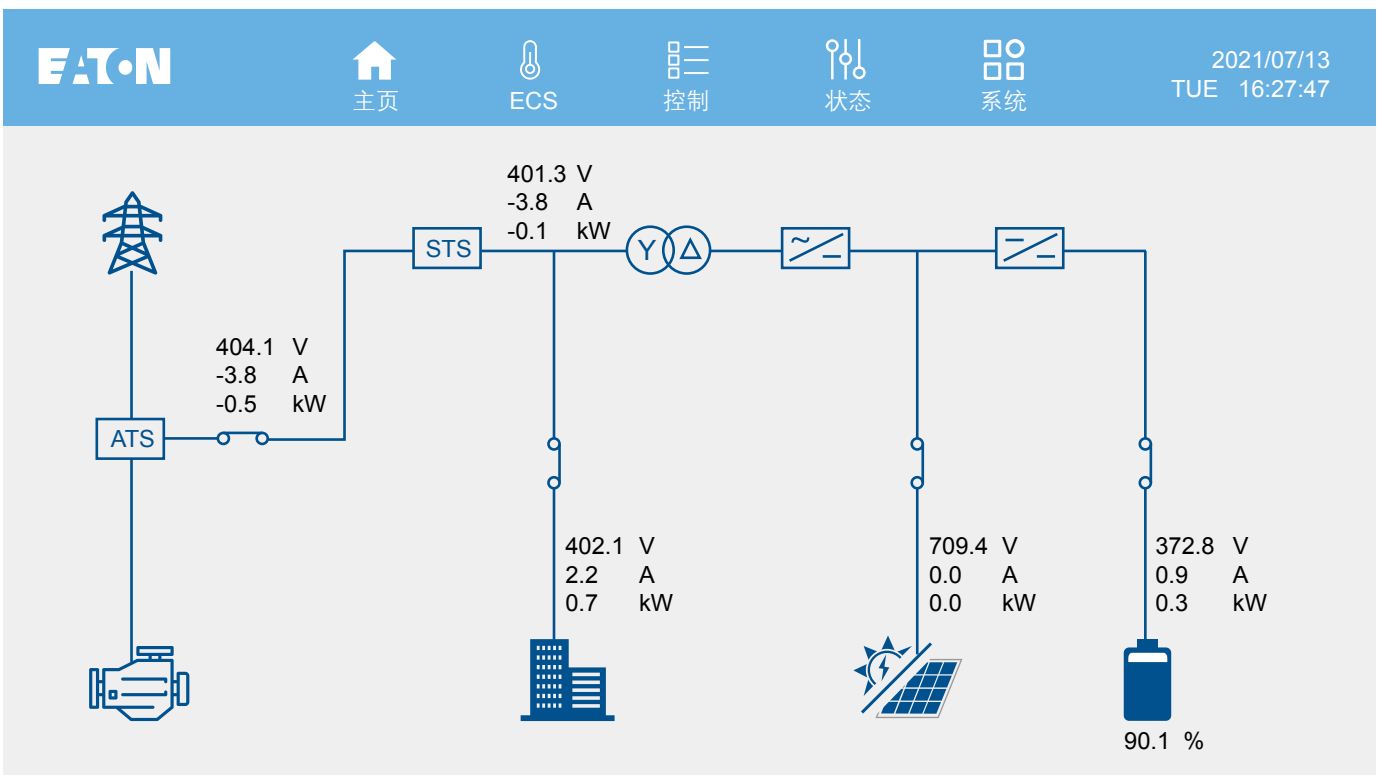 EATON
主页
ECS
控制
状态
系统
2021/07/13
TUE 16:27:47
401.3 V
-3.8 A
-0.1 kW
STS
Y Δ
~
404.1 V
-3.8 A
-0.5 kW
ATS
402.1 V
2.2 A
0.7 kW
709.4 V
0.0 A
0.0 kW
372.8 V
0.9 A
0.3 kW
90.1 %